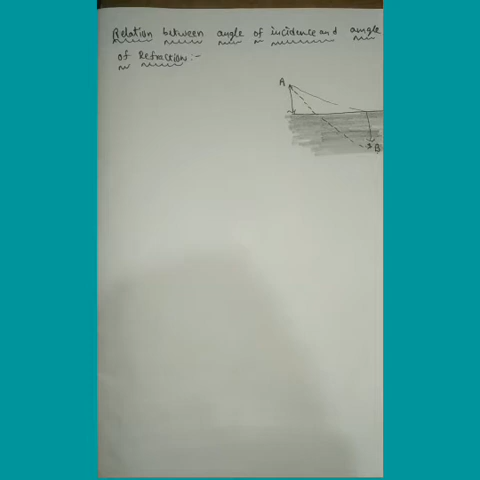 Relation between angle of incidence and angle
of Refraction:-
A
B